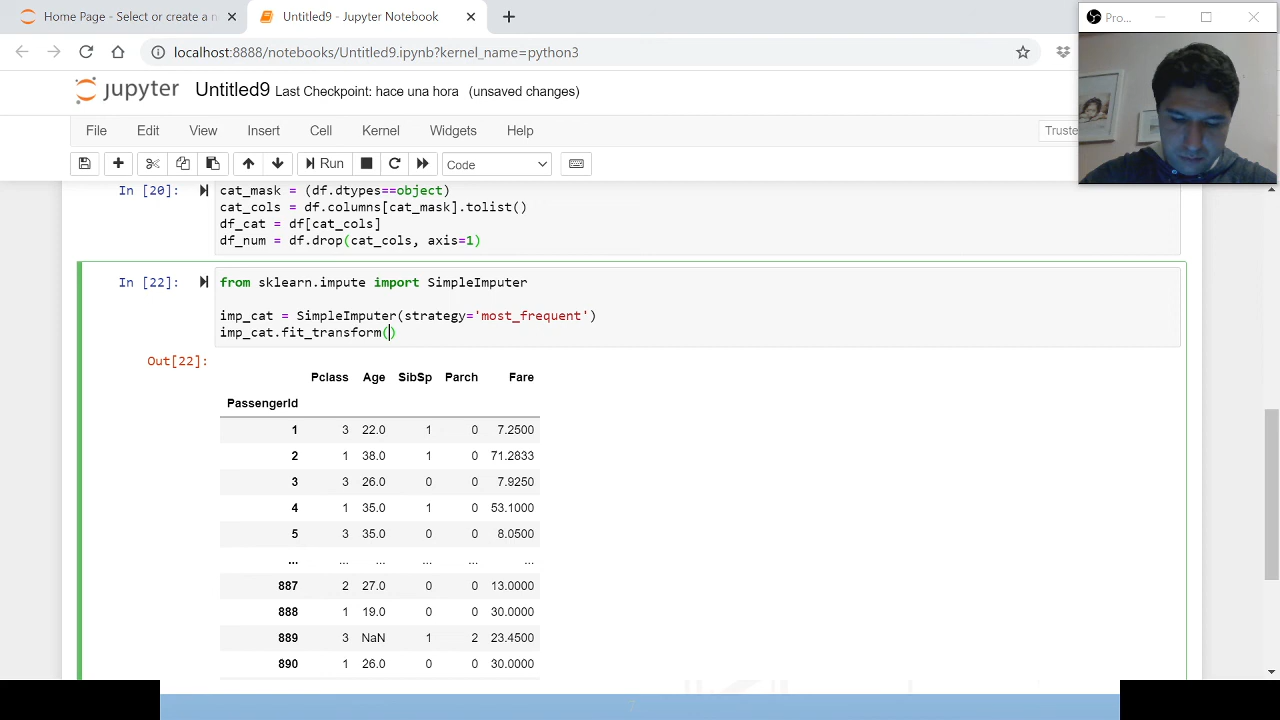 Home Page - Select or create a n
Untitled9 - Jupyter Notebook
Pro...
localhost:8888/notebooks/Untitled9.ipynb?kernel_name=python3
jupyter Untitled9 Last Checkpoint: hace una hora (unsaved changes)
File Edit View Insert Cell Kernel Widgets Help Truste
Run Code
In [20]: cat_mask = (df.dtypes==object)
cat_cols = df.columns[cat_mask].tolist()
df_cat = df[cat_cols]
df_num = df.drop(cat_cols, axis=1)
In [22]: from sklearn.impute import SimpleImputer
imp_cat = SimpleImputer(strategy='most_frequent')
imp_cat.fit_transform()
Out[22]:
Pclass Age SibSp Parch Fare
PassengerId
1 3 22.0 1 0 7.2500
2 1 38.0 1 0 71.2833
3 3 26.0 0 0 7.9250
4 1 35.0 1 0 53.1000
5 3 35.0 0 0 8.0500
... ... ... ... ... ...
887 2 27.0 0 0 13.0000
888 1 19.0 0 0 30.0000
889 3 NaN 1 2 23.4500
890 1 26.0 0 0 30.0000